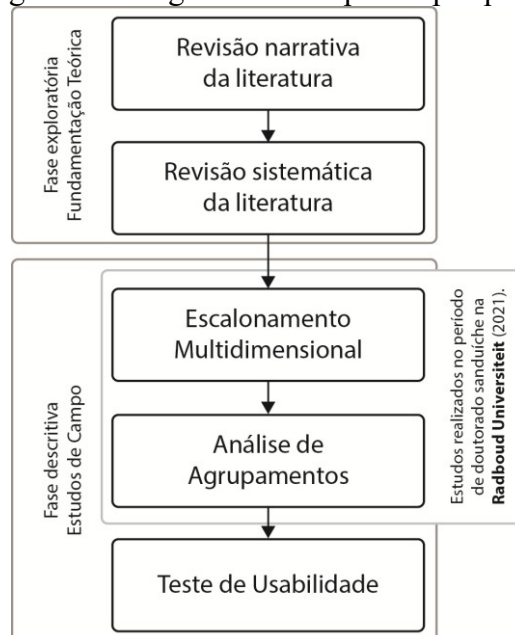 Fase exploratória
Fundamentação Teórica
Revisão narrativa
da literatura
Revisão sistemática
da literatura
Fase descritiva
Estudos de Campo
Escalonamento
Multidimensional
Análise de
Agrupamentos
Teste de Usabilidade
Estudos realizados no período
de doutorado sanduíche na
Radboud Universiteit (2021).